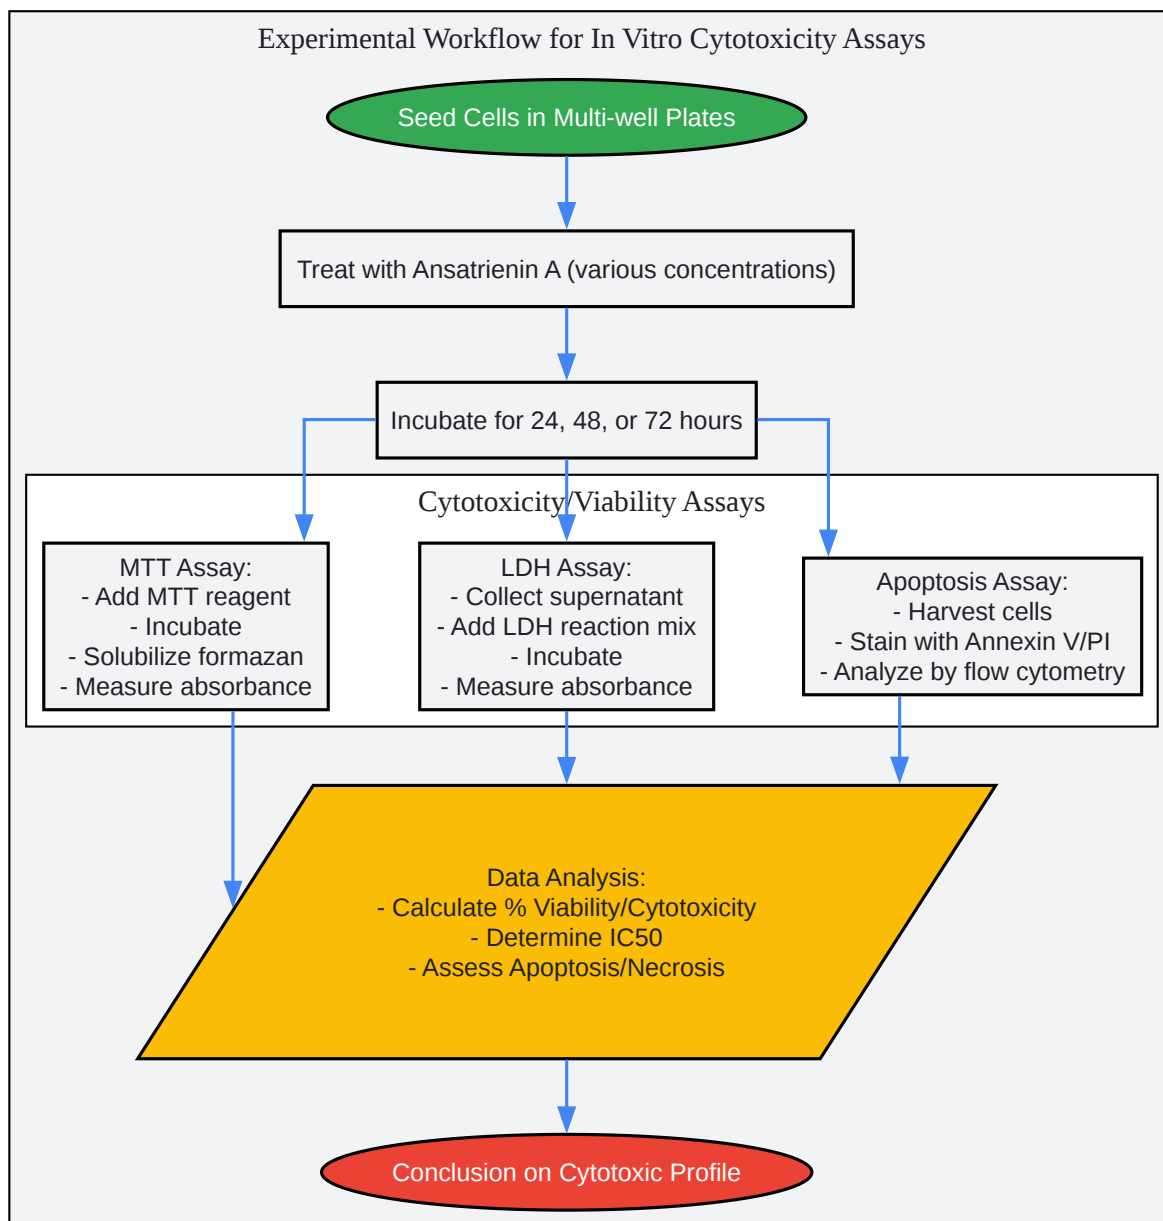 Experimental Workflow for In Vitro Cytotoxicity Assays
Seed Cells in Multi-well Plates
Treat with Ansatrienin A (various concentrations)
Incubate for 24, 48, or 72 hours
Cytotoxicity/Viability Assays
MTT Assay:
- Add MTT reagent
- Incubate
- Solubilize formazan
- Measure absorbance
LDH Assay:
- Collect supernatant
- Add LDH reaction mix
- Incubate
- Measure absorbance
Apoptosis Assay:
- Harvest cells
- Stain with Annexin V/PI
- Analyze by flow cytometry
Data Analysis:
- Calculate % Viability/Cytotoxicity
- Determine IC50
- Assess Apoptosis/Necrosis
Conclusion on Cytotoxic Profile